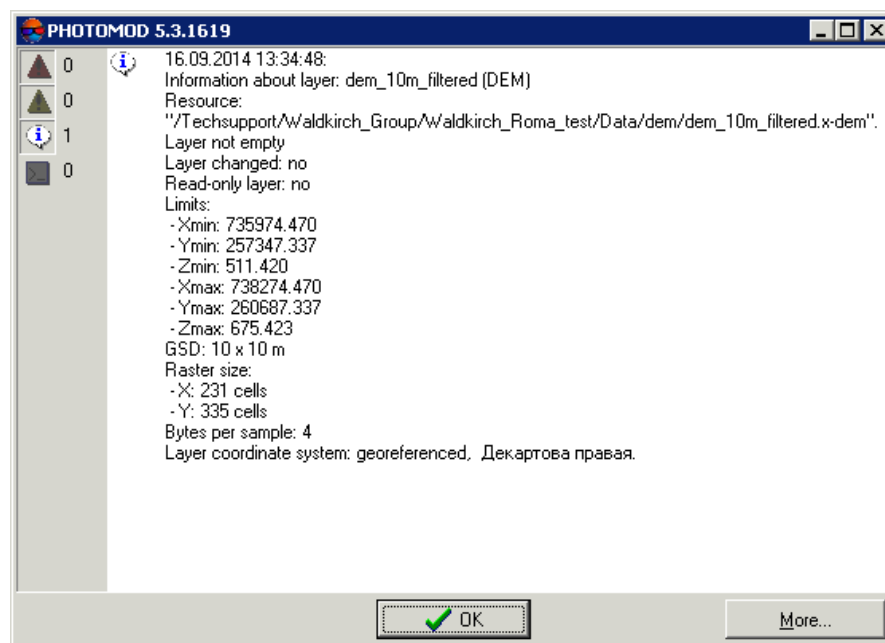 PHOTOMOD 5.3.1619
0
0
1
0
16.09.2014 13:34:48:
Information about layer: dem_10m_filtered (DEM)
Resource:
"/Techsupport/Waldkirch_Group/Waldkirch_Roma_test/Data/dem/dem_10m_filtered.x-dem".
Layer not empty
Layer changed: no
Read-only layer: no
Limits:
- Xmin: 735974.470
- Ymin: 257347.337
- Zmin: 511.420
- Xmax: 738274.470
- Ymax: 260687.337
- Zmax: 675.423
GSD: 10 x 10 m
Raster size:
- X: 231 cells
- Y: 335 cells
Bytes per sample: 4
Layer coordinate system: georeferenced, Декартова правая.
OK
More...